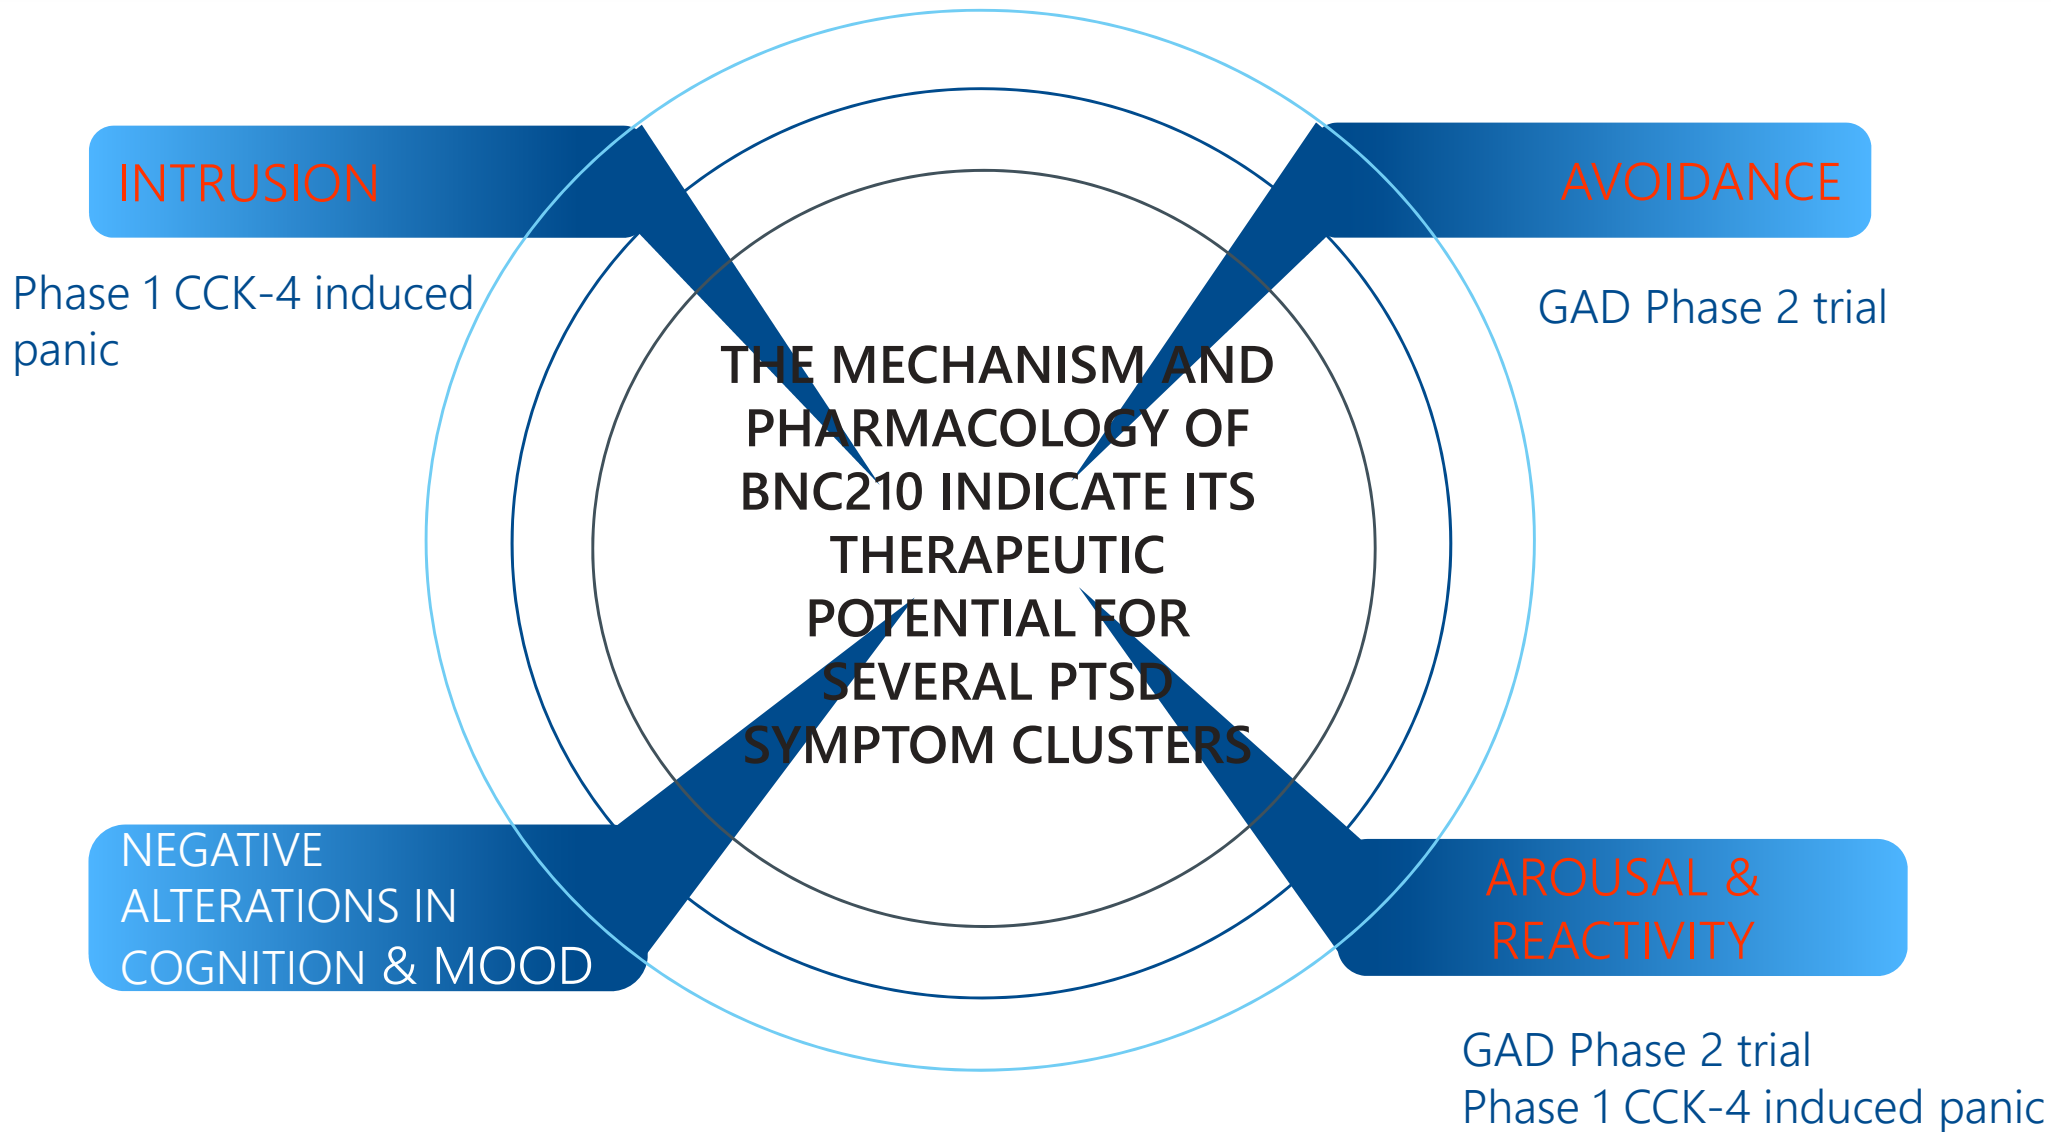 INTRUSION
Phase 1 CCK-4 induced
panic
AVOIDANCE
GAD Phase 2 trial
THE MECHANISM AND
PHARMACOLOGY OF
BNC210 INDICATE ITS
THERAPEUTIC
POTENTIAL FOR
SEVERAL PTSD
SYMPTOM CLUSTERS
NEGATIVE
ALTERATIONS IN
COGNITION & MOOD
AROUSAL &
REACTIVITY
GAD Phase 2 trial
Phase 1 CCK-4 induced panic